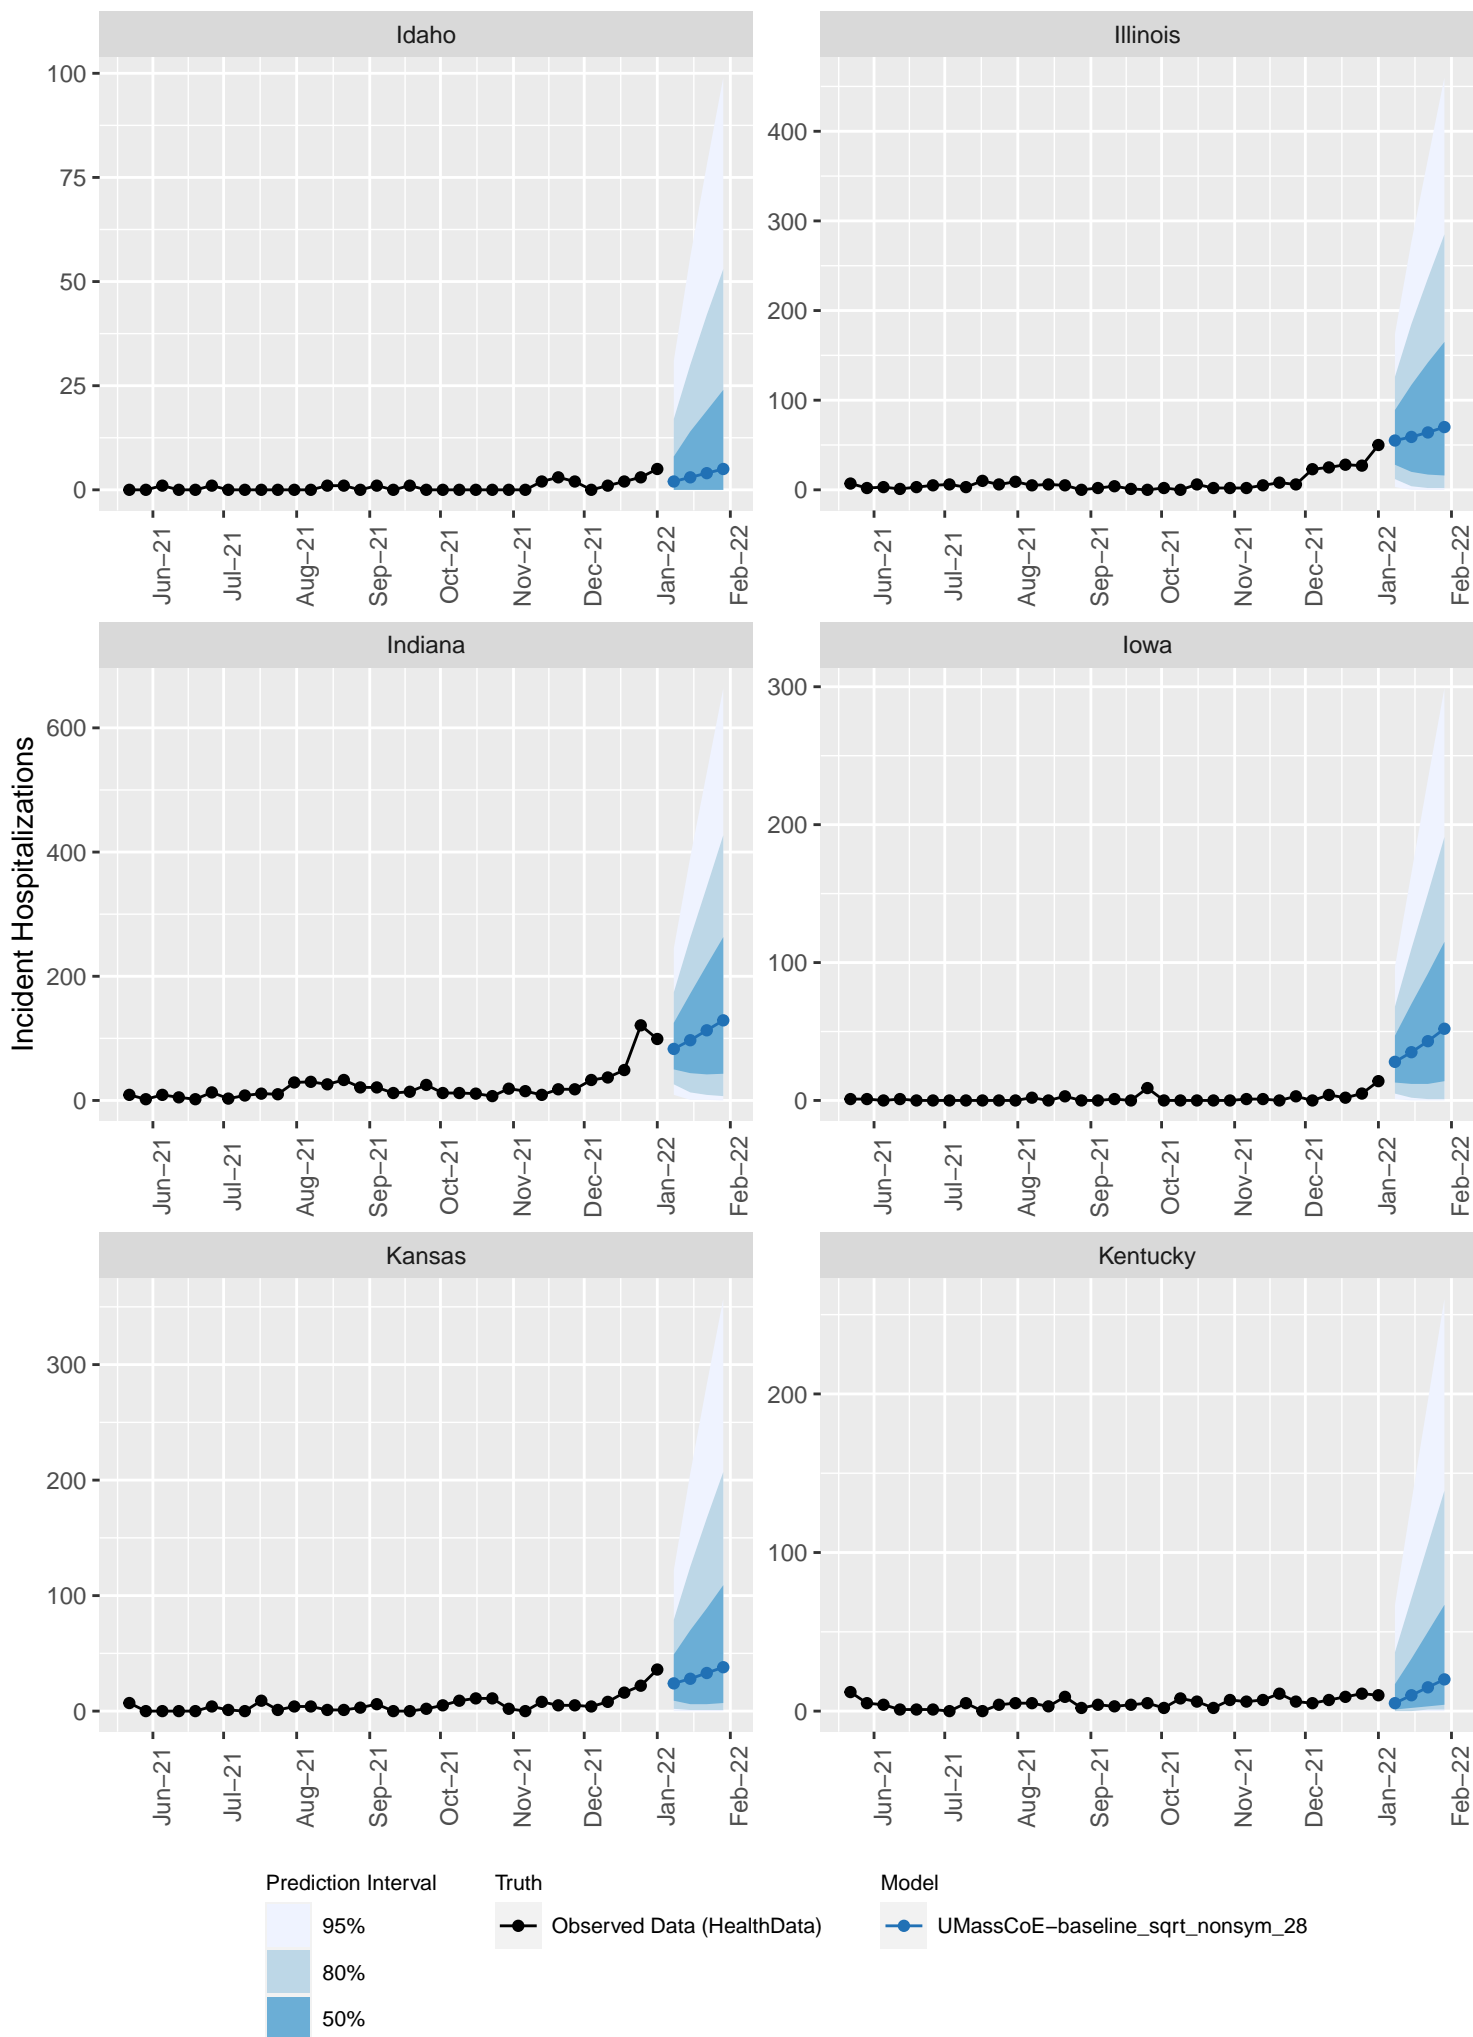 Incident Hospitalizations
Idaho
100
75
50
25
0
Jun−21
Jul−21
Aug−21
Sep−21
Oct−21
Nov−21
Dec−21
Jan−22
Feb−22
Illinois
400
300
200
100
0
Jun−21
Jul−21
Aug−21
Sep−21
Oct−21
Nov−21
Dec−21
Jan−22
Feb−22
Indiana
600
400
200
0
Jun−21
Jul−21
Aug−21
Sep−21
Oct−21
Nov−21
Dec−21
Jan−22
Feb−22
Iowa
300
200
100
0
Jun−21
Jul−21
Aug−21
Sep−21
Oct−21
Nov−21
Dec−21
Jan−22
Feb−22
Kansas
300
200
100
0
Jun−21
Jul−21
Aug−21
Sep−21
Oct−21
Nov−21
Dec−21
Jan−22
Feb−22
Kentucky
200
100
0
Jun−21
Jul−21
Aug−21
Sep−21
Oct−21
Nov−21
Dec−21
Jan−22
Feb−22
Prediction Interval
95%
80%
50%
Truth
Observed Data (HealthData)
Model
UMassCoE−baseline_sqrt_nonsym_28